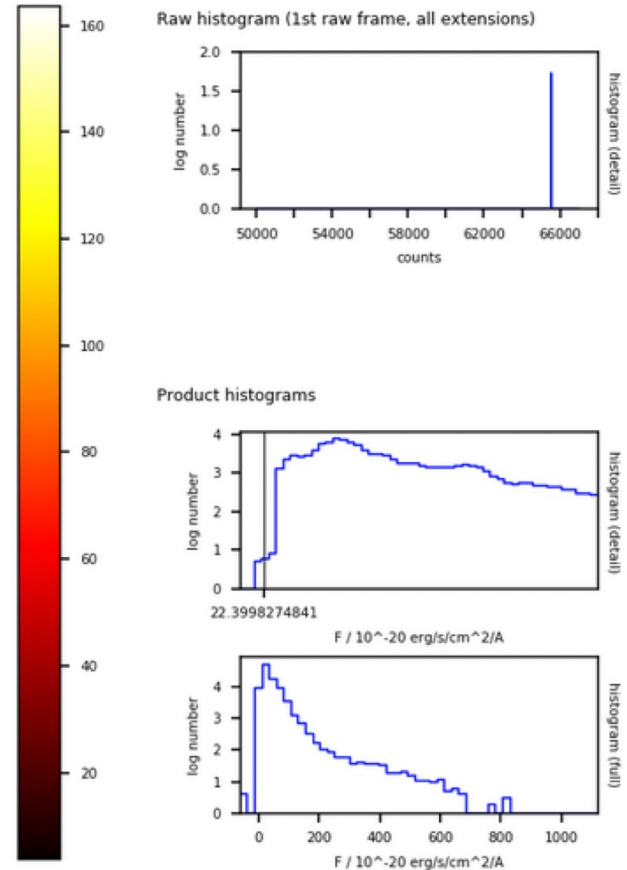 160
140
120
100
80
60
40
20
Raw histogram (1st raw frame, all extensions)
2.0
1.5
1.0
0.5
0.0
log number
50000 54000 58000 62000 66000
counts
histogram (detail)
Product histograms
4
3
2
1
0
log number
22.3998274841
F / 10^-20 erg/s/cm^2/A
histogram (detail)
4
3
2
1
0
log number
0 200 400 600 800 1000
F / 10^-20 erg/s/cm^2/A
histogram (full)